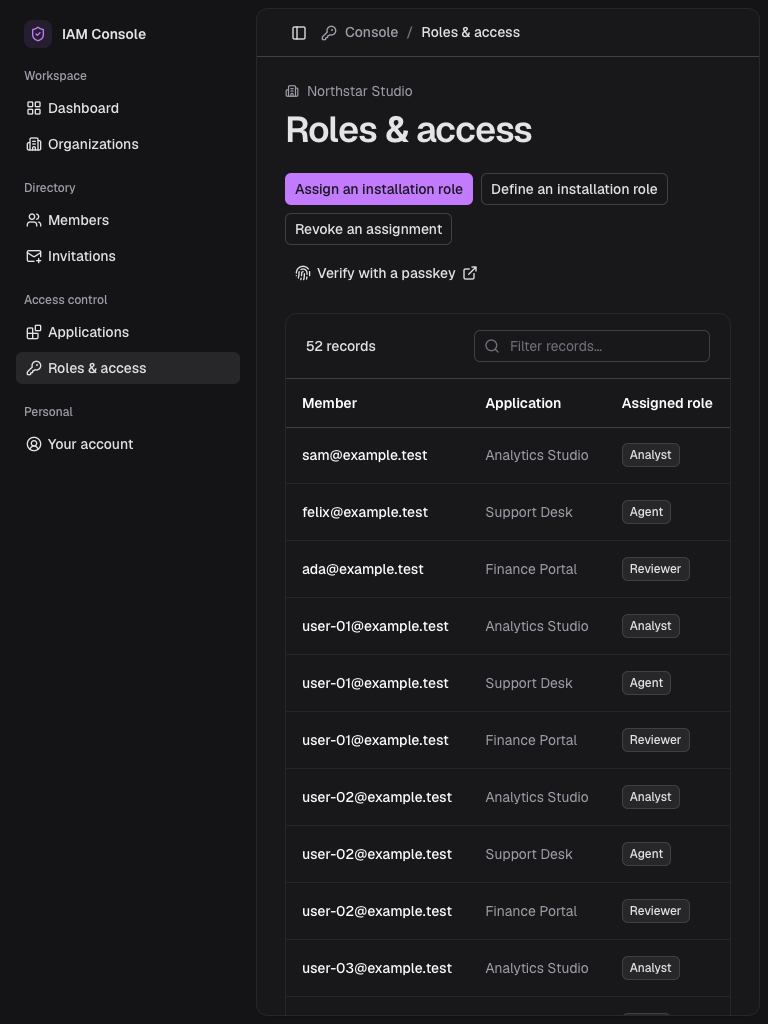 IAM Console
Workspace
Dashboard
Organizations
Directory
Members
Invitations
Access control
Applications
Roles & access
Personal
Your account
Console / Roles & access
Northstar Studio
Roles & access
Assign an installation role
Define an installation role
Revoke an assignment
Verify with a passkey
52 records
Filter records...
Member Application Assigned role
sam@example.test Analytics Studio Analyst
felix@example.test Support Desk Agent
ada@example.test Finance Portal Reviewer
user-01@example.test Analytics Studio Analyst
user-01@example.test Support Desk Agent
user-01@example.test Finance Portal Reviewer
user-02@example.test Analytics Studio Analyst
user-02@example.test Support Desk Agent
user-02@example.test Finance Portal Reviewer
user-03@example.test Analytics Studio Analyst